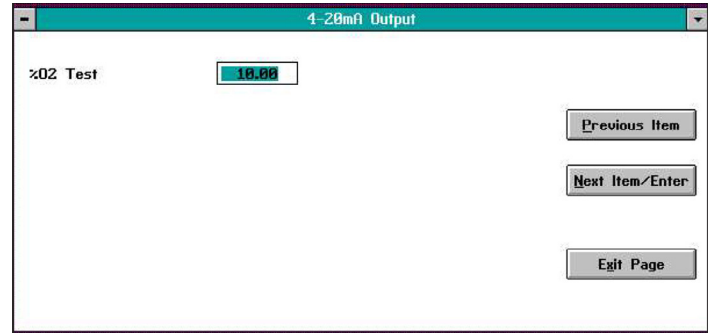 4-20mA Output
%O2 Test 10.00
Previous Item
Next Item/Enter
Exit Page